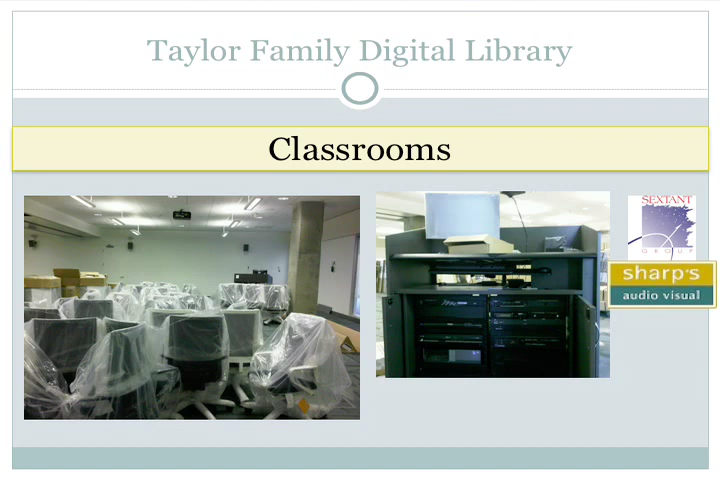 Taylor Family Digital Library
Classrooms
SEXTANT
GROUP
sharp's
audio visual